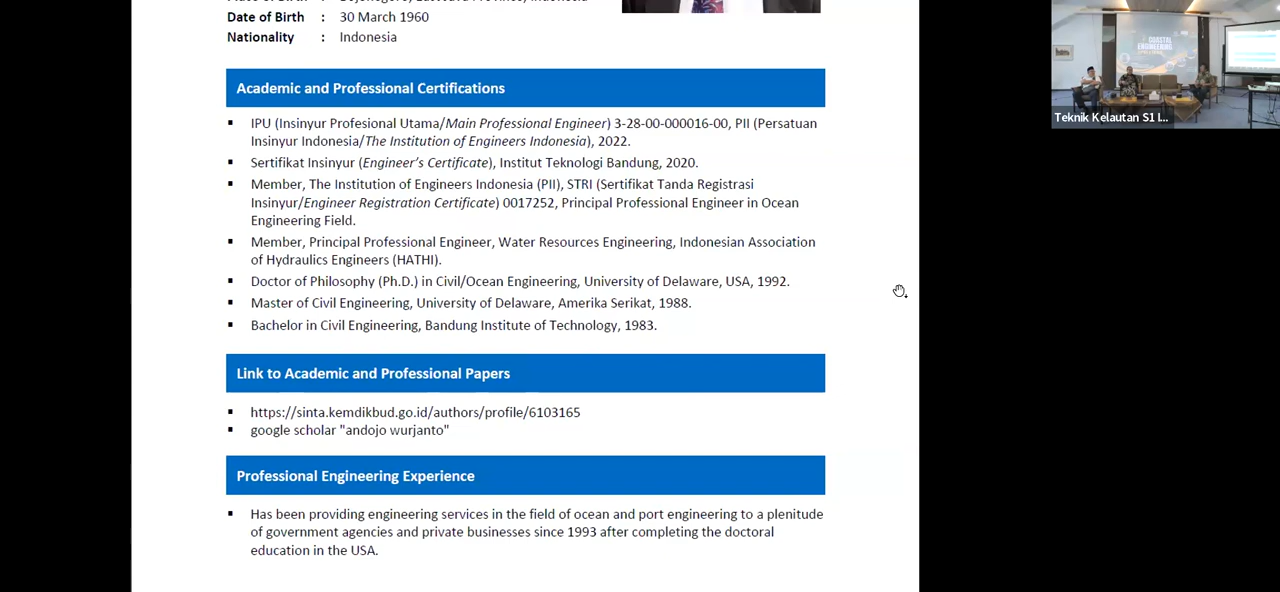 Date of Birth : 30 March 1960
Nationality : Indonesia
Academic and Professional Certifications
▪ IPU (Insinyur Profesional Utama/Main Professional Engineer) 3-28-00-000016-00, PII (Persatuan
Insinyur Indonesia/The Institution of Engineers Indonesia), 2022.
▪ Sertifikat Insinyur (Engineer's Certificate), Institut Teknologi Bandung, 2020.
▪ Member, The Institution of Engineers Indonesia (PII), STRI (Sertifikat Tanda Registrasi
Insinyur/Engineer Registration Certificate) 0017252, Principal Professional Engineer in Ocean
Engineering Field.
▪ Member, Principal Professional Engineer, Water Resources Engineering, Indonesian Association
of Hydraulics Engineers (HATHI).
▪ Doctor of Philosophy (Ph.D.) in Civil/Ocean Engineering, University of Delaware, USA, 1992.
▪ Master of Civil Engineering, University of Delaware, Amerika Serikat, 1988.
▪ Bachelor in Civil Engineering, Bandung Institute of Technology, 1983.
Link to Academic and Professional Papers
▪ https://sinta.kemdikbud.go.id/authors/profile/6103165
▪ google scholar "andojo wurjanto"
Professional Engineering Experience
▪ Has been providing engineering services in the field of ocean and port engineering to a plenitude
of government agencies and private businesses since 1993 after completing the doctoral
education in the USA.
COASTAL
ENGINEERING
Teknik Kelautan S1 I...